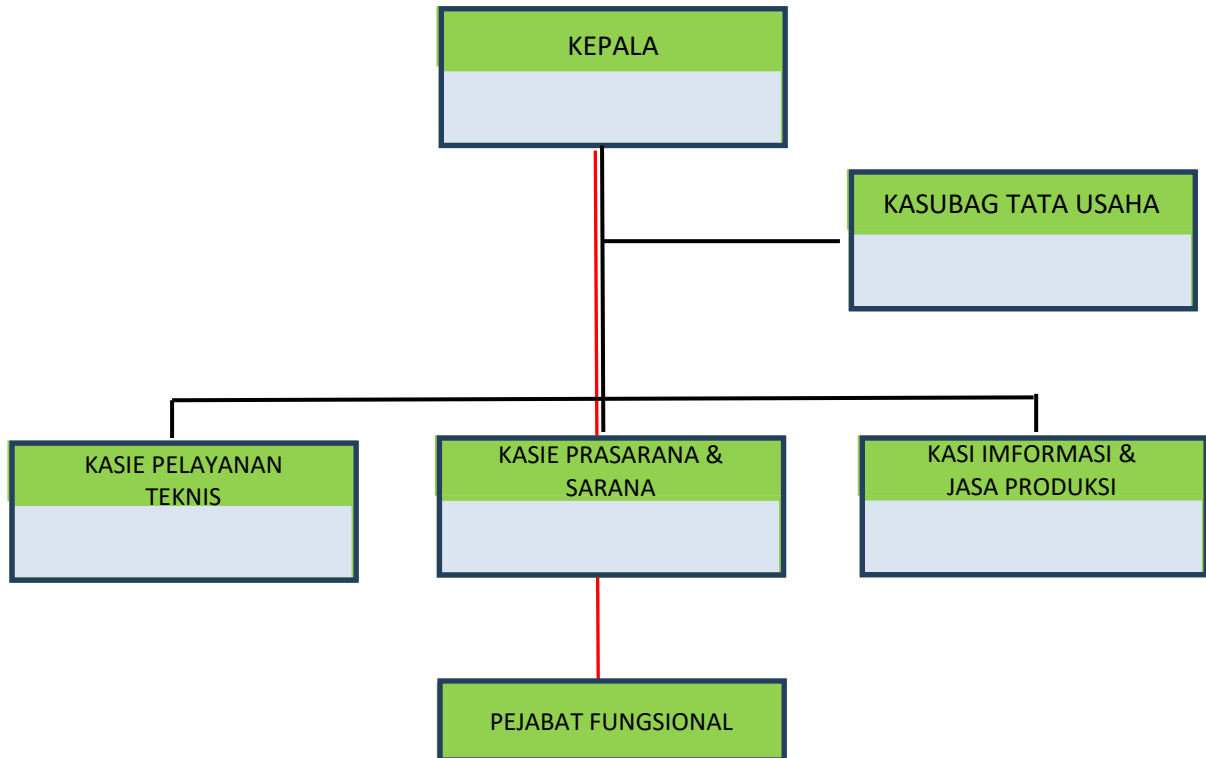 KEPALA
KASUBAG TATA USAHA
KASIE PELAYANAN
TEKNIS
KASIE PRASARANA &
SARANA
KASI IMFORMASI &
JASA PRODUKSI
PEJABAT FUNGSIONAL